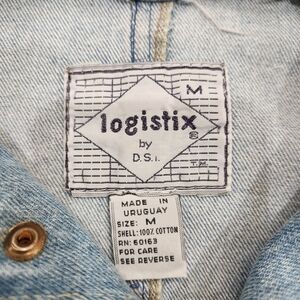 M
logistix®
by
D.S.I.
T.M.
MADE IN
URUGUAY
SIZE: M
SHELL: 100% COTTON
RN: 60163
FOR CARE
SEE REVERSE